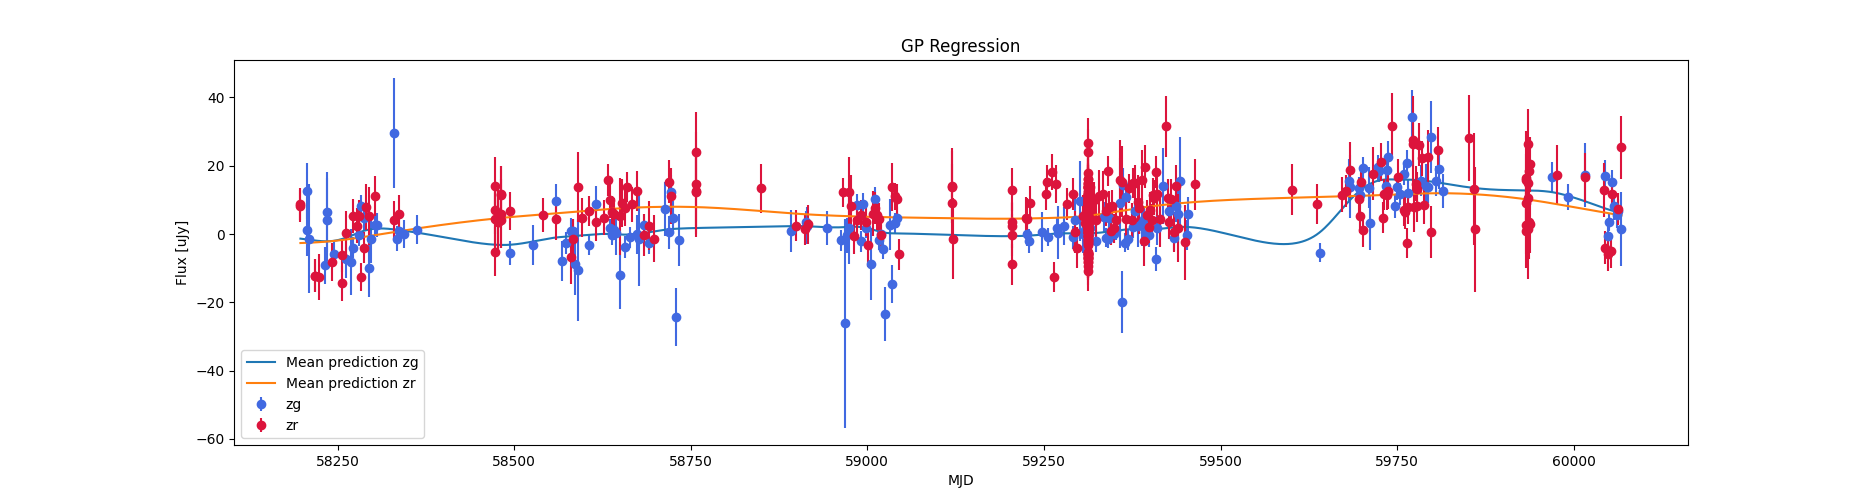 GP Regression
Flux [uJy]
40
20
0
−20
−40
−60
Mean prediction zg
Mean prediction zr
zg
zr
58250 58500 58750 59000 59250 59500 59750 60000
MJD